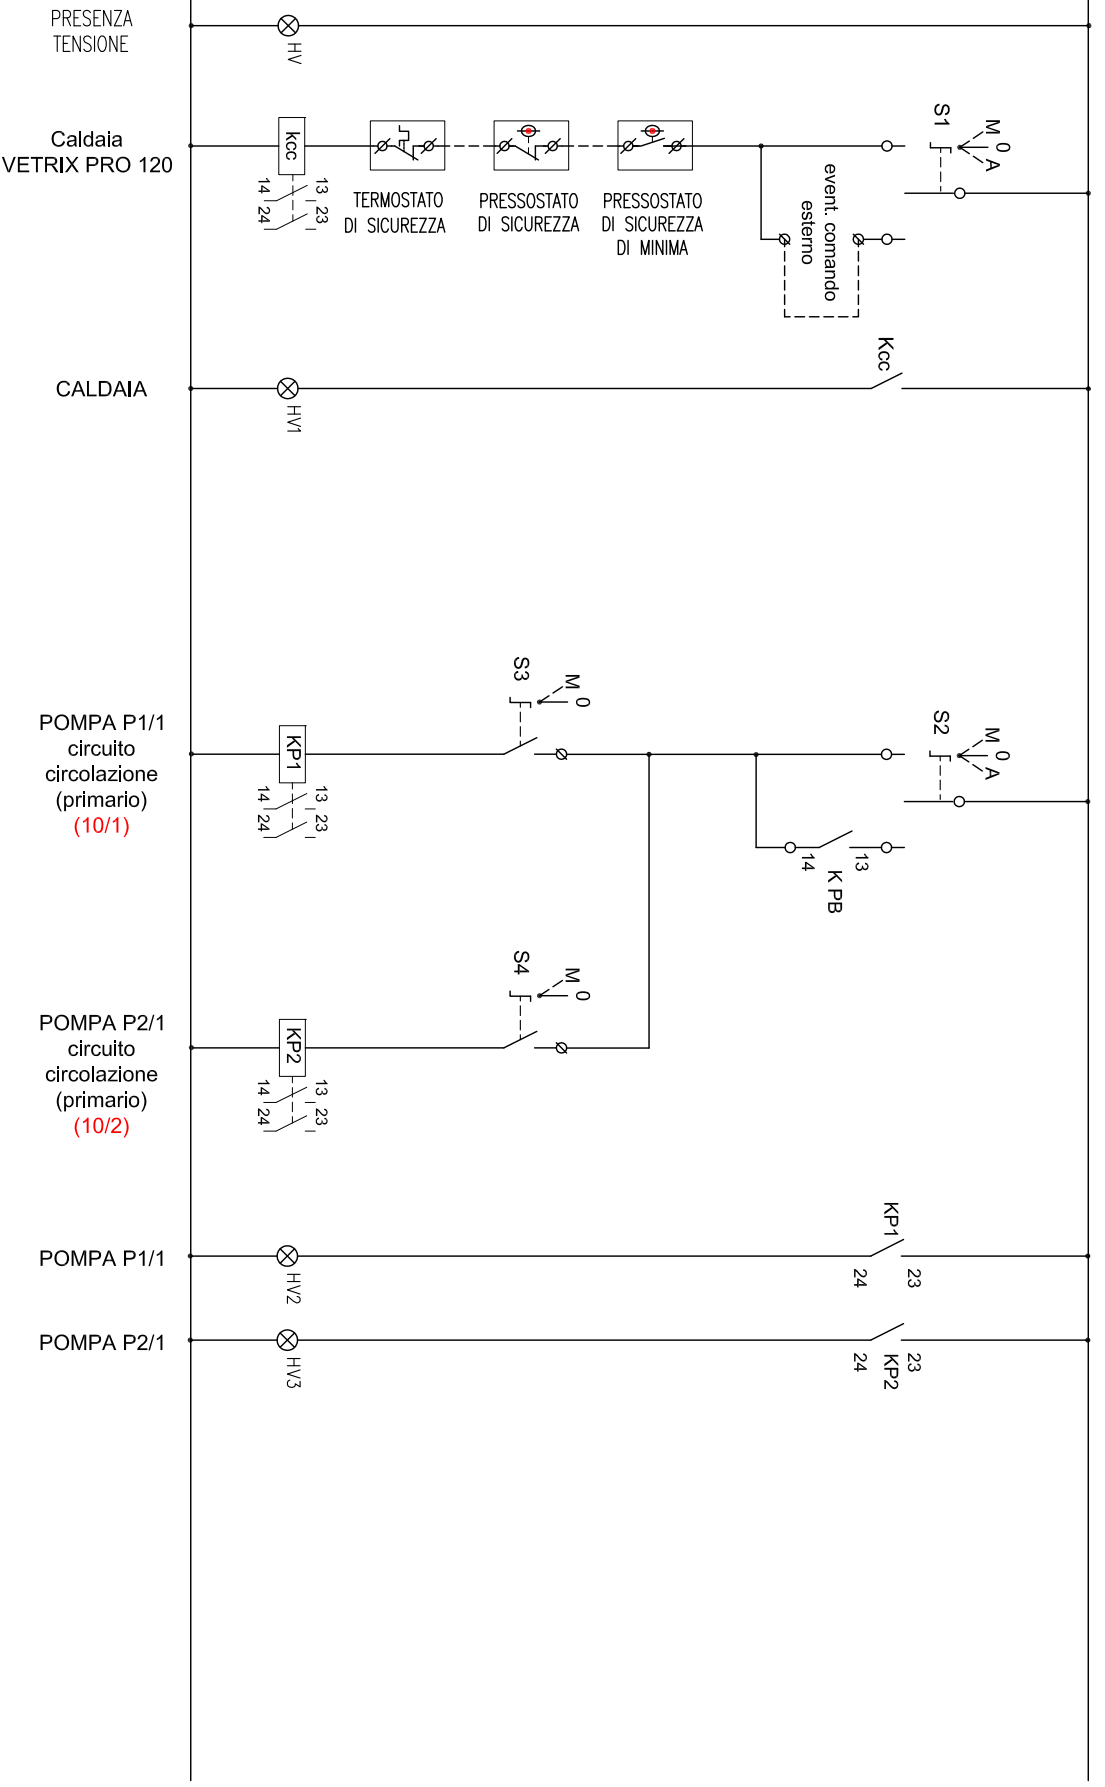 PRESENZA
TENSIONE
HV
Caldaia
VETRIX PRO 120
kcc
14 13
24 23
TERMOSTATO
DI SICUREZZA
PRESSOSTATO
DI SICUREZZA
PRESSOSTATO
DI SICUREZZA
DI MINIMA
event. comando
esterno
S1
M 0 A
CALDAIA
HV1
Kcc
POMPA P1/1
circuito
circolazione
(primario)
(10/1)
KP1
14 13
24 23
S3
M 0
S2
M 0 A
14 13
K PB
POMPA P2/1
circuito
circolazione
(primario)
(10/2)
KP2
14 13
24 23
S4
M 0
POMPA P1/1
HV2
KP1
24 23
POMPA P2/1
HV3
24 23
KP2